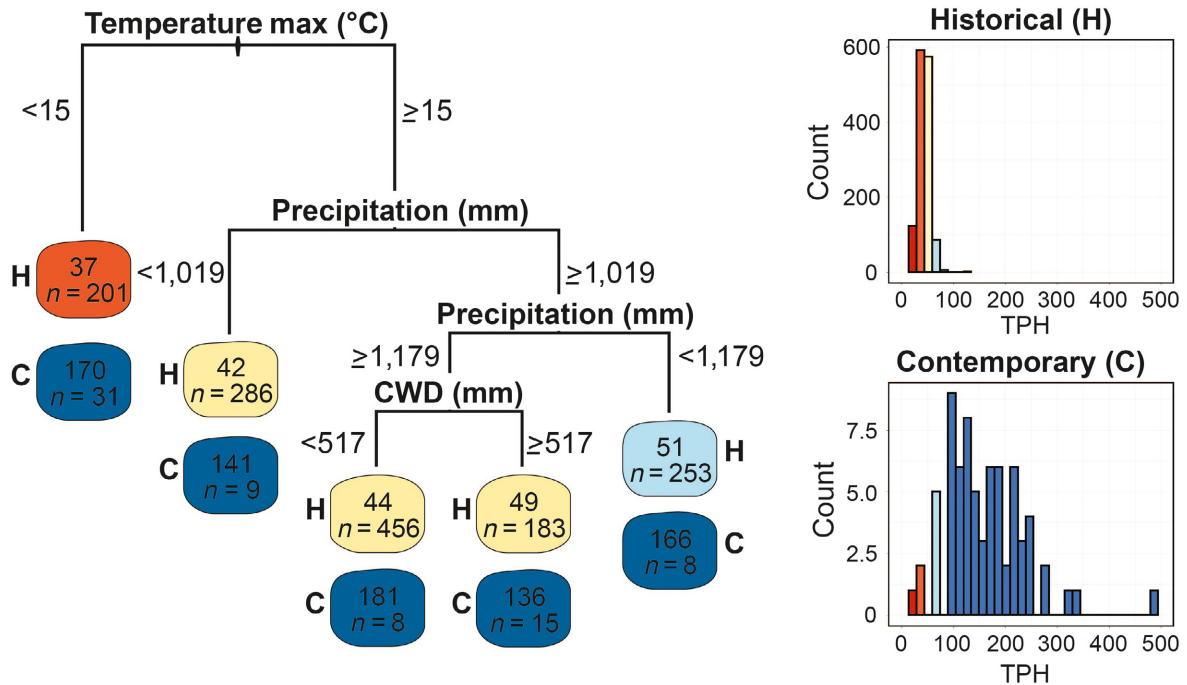 Temperature max (°C)
<15
≥15
Precipitation (mm)
H
37
n = 201
<1,019
≥1,019
C
170
n = 31
Precipitation (mm)
H
42
n = 286
≥1,179
<1,179
C
141
n = 9
CWD (mm)
<517
≥517
51
n = 253
H
H
44
n = 456
H
49
n = 183
166
n = 8
C
C
181
n = 8
C
136
n = 15
Historical (H)
600
400
200
0
Count
0 100 200 300 400 500
TPH
Contemporary (C)
7.5
5.0
2.5
0
Count
0 100 200 300 400 500
TPH